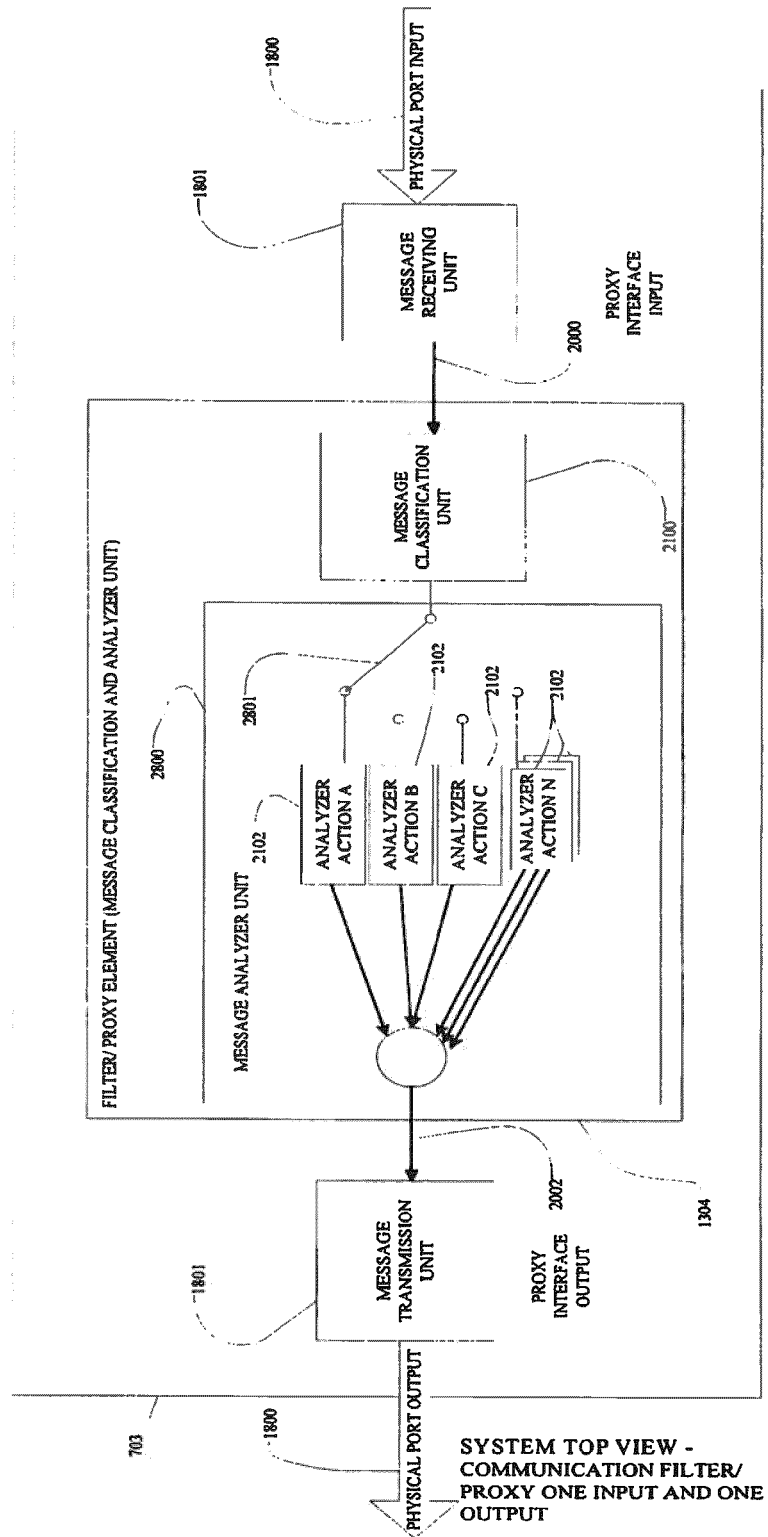 FILTER/ PROXY ELEMENT (MESSAGE CLASSIFICATION AND ANALYZER UNIT)
2800
MESSAGE ANALYZER UNIT
2102
2801
ANALYZER
ACTION A
ANALYZER
ACTION B
2102
ANALYZER
ACTION C
2102
ANALYZER
ACTION N
2102
1800
PHYSICAL PORT INPUT
1801
MESSAGE
RECEIVING
UNIT
PROXY
INTERFACE
INPUT
2000
MESSAGE
CLASSIFICATION
UNIT
2100
2002
1304
1801
MESSAGE
TRANSMISSION
UNIT
PROXY
INTERFACE
OUTPUT
703
1800
PHYSICAL PORT OUTPUT
SYSTEM TOP VIEW -
COMMUNICATION FILTER/
PROXY ONE INPUT AND ONE
OUTPUT